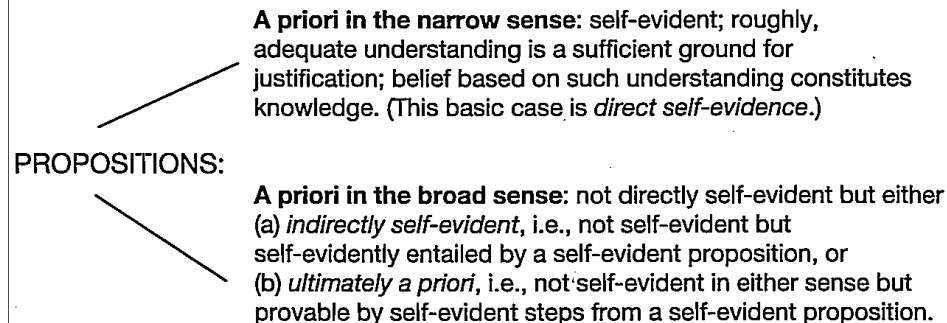 A priori in the narrow sense: self-evident; roughly,
adequate understanding is a sufficient ground for
justification; belief based on such understanding constitutes
knowledge. (This basic case is direct self-evidence.)
PROPOSITIONS:
A priori in the broad sense: not directly self-evident but either
(a) indirectly self-evident, i.e., not self-evident but
self-evidently entailed by a self-evident proposition, or
(b) ultimately a priori, i.e., not self-evident in either sense but
provable by self-evident steps from a self-evident proposition.